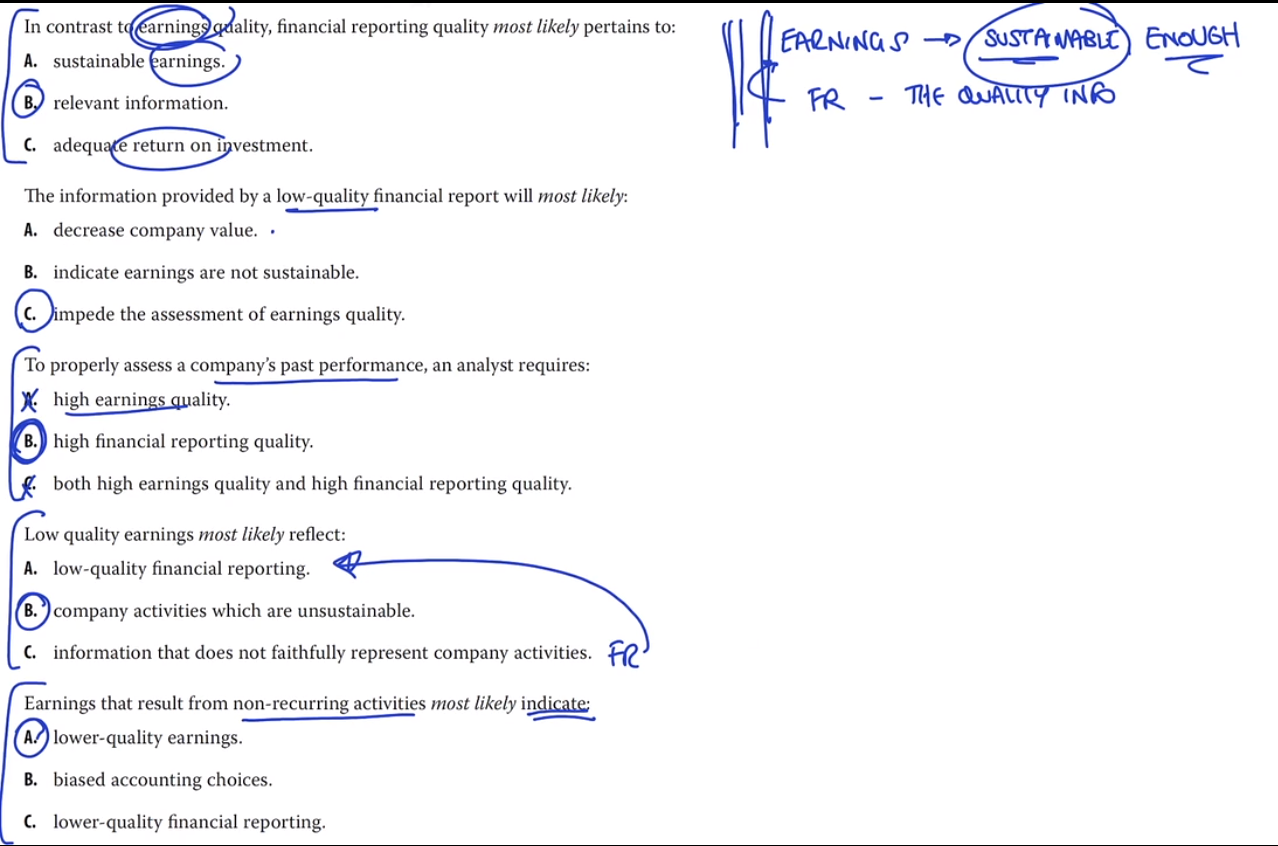 In contrast to earnings quality, financial reporting quality most likely pertains to:
A. sustainable earnings.
B. relevant information.
C. adequate return on investment.
EARNINGS → SUSTAINABLE ENOUGH
FR - THE QUALITY INFO
The information provided by a low-quality financial report will most likely:
A. decrease company value.
B. indicate earnings are not sustainable.
C. impede the assessment of earnings quality.
To properly assess a company's past performance, an analyst requires:
A. high earnings quality.
B. high financial reporting quality.
C. both high earnings quality and high financial reporting quality.
Low quality earnings most likely reflect:
A. low-quality financial reporting.
B. company activities which are unsustainable.
C. information that does not faithfully represent company activities. FR
Earnings that result from non-recurring activities most likely indicate:
A. lower-quality earnings.
B. biased accounting choices.
C. lower-quality financial reporting.